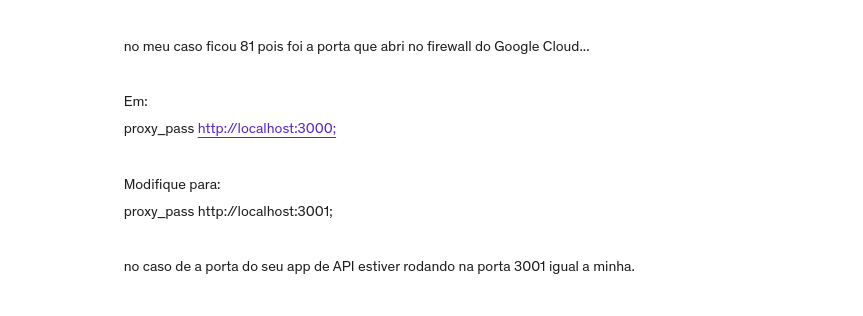 no meu caso ficou 81 pois foi a porta que abri no firewall do Google Cloud...
Em:
proxy_pass http://localhost:3000;
Modifique para:
proxy_pass http://localhost:3001;
no caso de a porta do seu app de API estiver rodando na porta 3001 igual a minha.